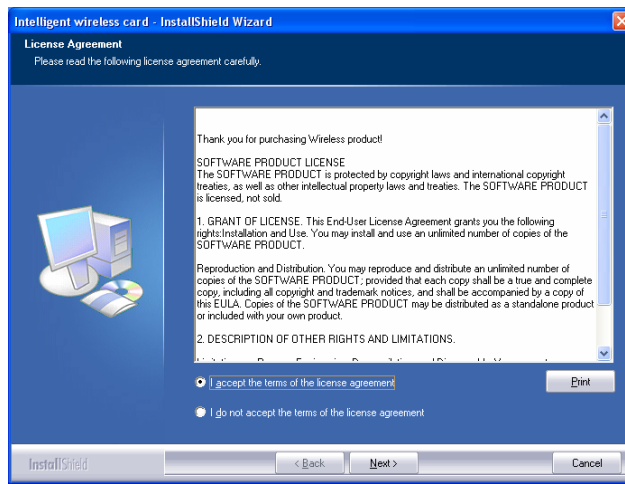 Intelligent wireless card - InstallShield Wizard
License Agreement
Please read the following license agreement carefully.
Thank you for purchasing Wireless product!
SOFTWARE PRODUCT LICENSE
The SOFTWARE PRODUCT is protected by copyright laws and international copyright
treaties, as well as other intellectual property laws and treaties. The SOFTWARE PRODUCT
is licensed, not sold.
1. GRANT OF LICENSE. This End-User License Agreement grants you the following
rights:Installation and Use. You may install and use an unlimited number of copies of the
SOFTWARE PRODUCT.
Reproduction and Distribution. You may reproduce and distribute an unlimited number of
copies of the SOFTWARE PRODUCT; provided that each copy shall be a true and complete
copy, including all copyright and trademark notices, and shall be accompanied by a copy of
this EULA. Copies of the SOFTWARE PRODUCT may be distributed as a standalone product
or included with your own product.
2. DESCRIPTION OF OTHER RIGHTS AND LIMITATIONS.
I accept the terms of the license agreement
Print
I do not accept the terms of the license agreement
InstallShield
< Back
Next >
Cancel